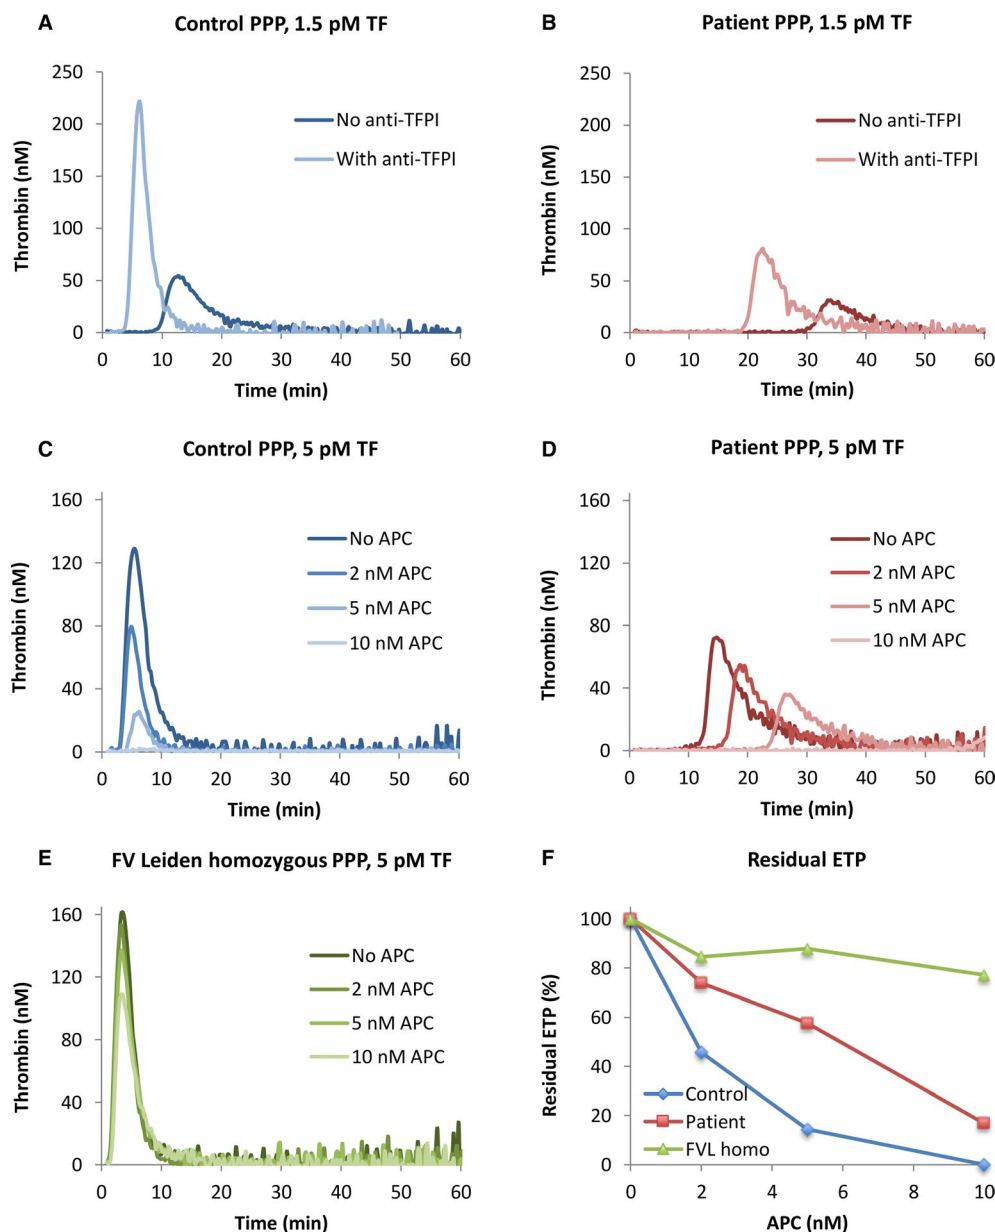 A
Control PPP, 1.5 pM TF
250
200
150
100
50
0
0 10 20 30 40 50 60
Thrombin (nM)
Time (min)
No anti-TFPI
With anti-TFPI
B
Patient PPP, 1.5 pM TF
250
200
150
100
50
0
0 10 20 30 40 50 60
Thrombin (nM)
Time (min)
No anti-TFPI
With anti-TFPI
C
Control PPP, 5 pM TF
160
120
80
40
0
0 10 20 30 40 50 60
Thrombin (nM)
Time (min)
No APC
2 nM APC
5 nM APC
10 nM APC
D
Patient PPP, 5 pM TF
160
120
80
40
0
0 10 20 30 40 50 60
Thrombin (nM)
Time (min)
No APC
2 nM APC
5 nM APC
10 nM APC
E
FV Leiden homozygous PPP, 5 pM TF
160
120
80
40
0
0 10 20 30 40 50 60
Thrombin (nM)
Time (min)
No APC
2 nM APC
5 nM APC
10 nM APC
F
Residual ETP
100
80
60
40
20
0
0 2 4 6 8 10
Residual ETP (%)
APC (nM)
Control
Patient
FVL homo